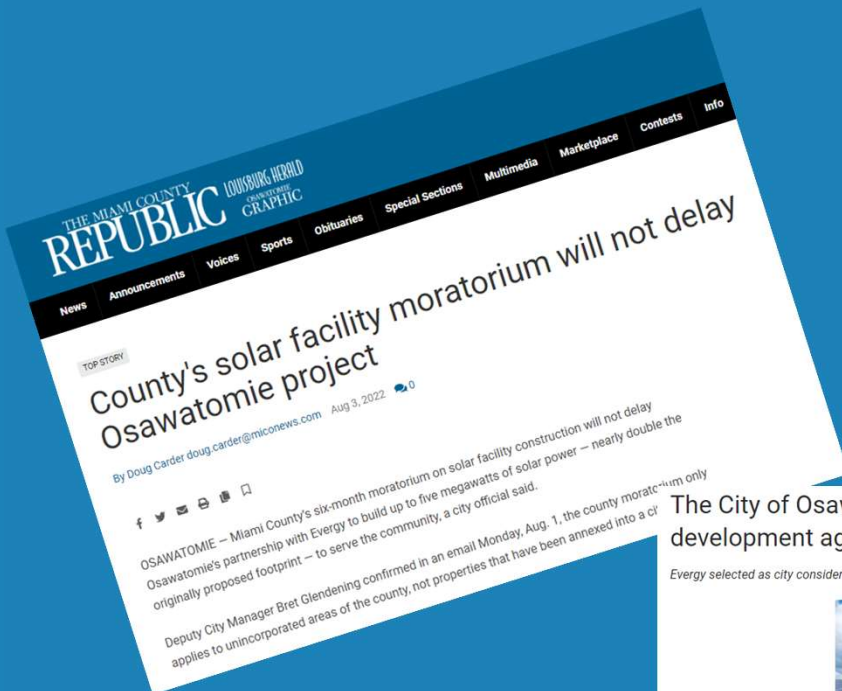 THE MIAMI COUNTY
REPUBLIC
LOUISBURG HERALD
OSAWATOMIE
GRAPHIC
News Announcements Voices Sports Obituaries Special Sections Multimedia Marketplace Contests Info
TOP STORY
County's solar facility moratorium will not delay
Osawatomie project
By Doug Carder doug.carder@miconews.com Aug 3, 2022 0
OSAWATOMIE — Miami County's six-month moratorium on solar facility construction will not delay
Osawatomie's partnership with Evergy to build up to five megawatts of solar power — nearly double the
originally proposed footprint — to serve the community, a city official said.
Deputy City Manager Bret Glendening confirmed in an email Monday, Aug. 1, the county moratorium only
applies to unincorporated areas of the county, not properties that have been annexed into a
The City of
development
Evergy selected as city